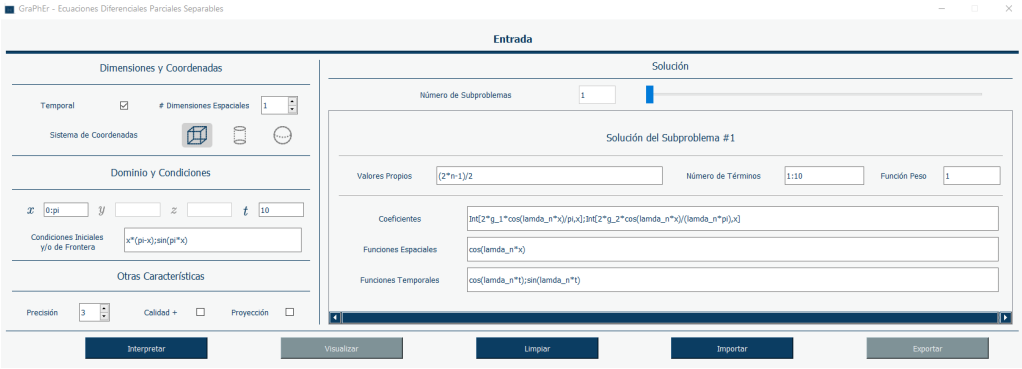 GraPhEr - Ecuaciones Diferenciales Parciales Separables
Entrada
Dimensiones y Coordenadas
Temporal
# Dimensiones Espaciales
1
Sistema de Coordenadas
Dominio y Condiciones
x
0:pi
y
z
t
10
Condiciones Iniciales
y/o de Frontera
x*(pi-x);sin(pi*x)
Otras Características
Precisión
3
Calidad +
Proyección
Solución
Número de Subproblemas
1
Solución del Subproblema #1
Valores Propios
(2*n-1)/2
Número de Términos
1:10
Función Peso
1
Coeficientes
Int[2*g_1*cos(lamda_n*x)/pi,x];Int[2*g_2*cos(lamda_n*x)/(lamda_n*pi),x]
Funciones Espaciales
cos(lamda_n*x)
Funciones Temporales
cos(lamda_n*t);sin(lamda_n*t)
Interpretar
Visualizar
Limpiar
Importar
Exportar